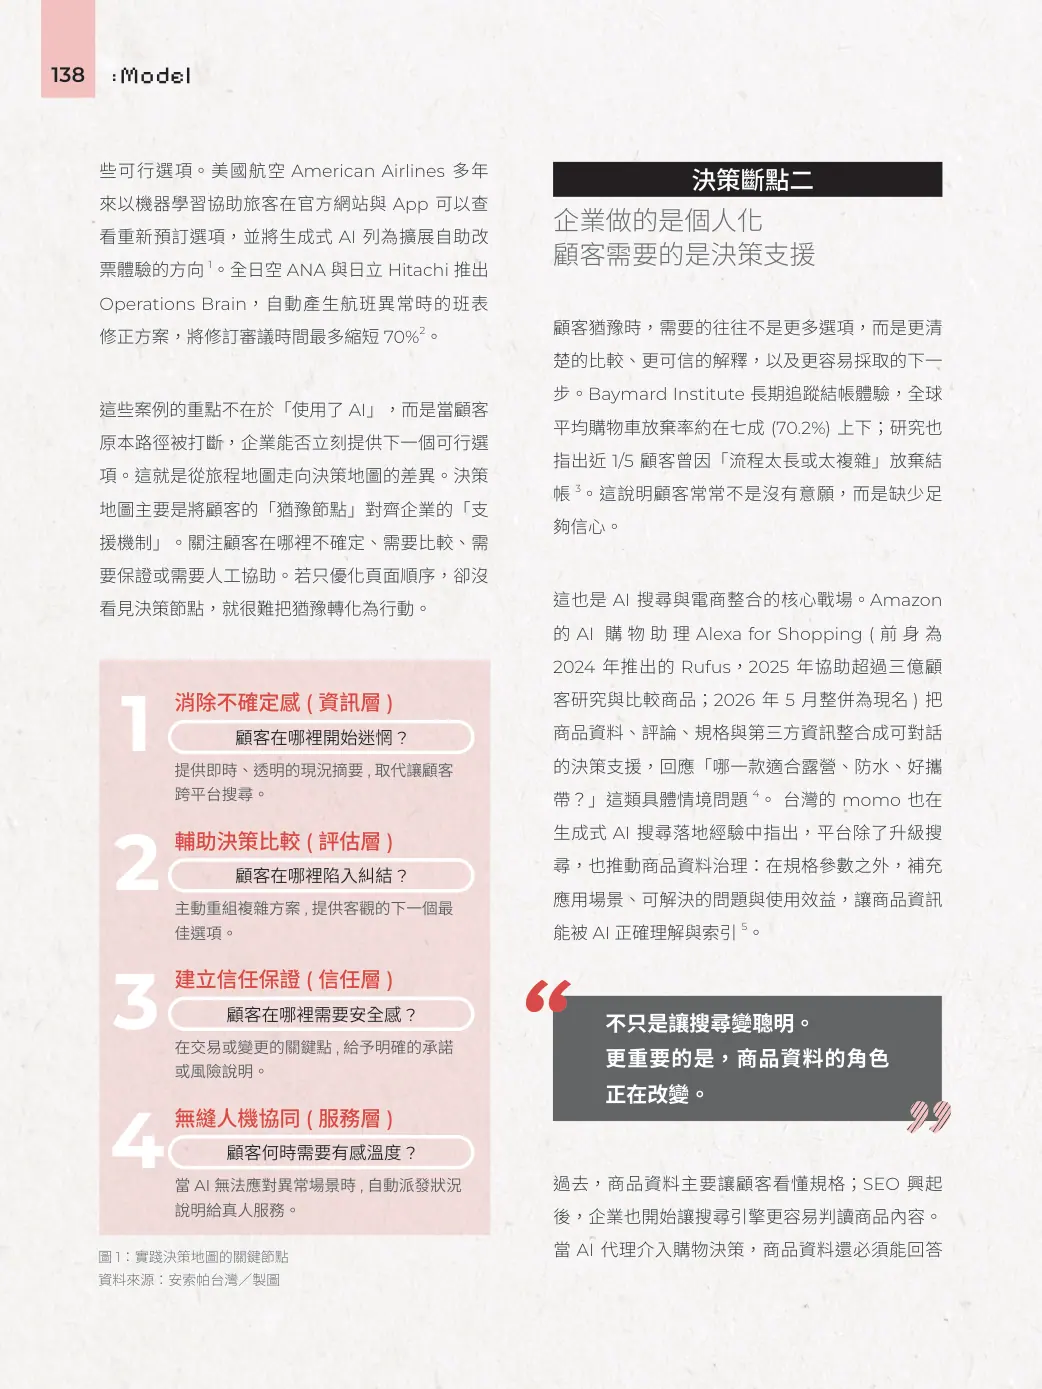 138
:Model
些可行選項。美國航空 American Airlines 多年
來以機器學習協助旅客在官方網站與 App 可以查
看重新預訂選項，並將生成式 AI 列為擴展自助改
票體驗的方向 1。全日空 ANA 與日立 Hitachi 推出
Operations Brain，自動產生航班異常時的班表
修正方案，將修訂審議時間最多縮短 70%2。
這些案例的重點不在於「使用了 AI」，而是當顧客
原本路徑被打斷，企業能否立刻提供下一個可行選
項。這就是從旅程地圖走向決策地圖的差異。決策
地圖主要是將顧客的「猶豫節點」對齊企業的「支
援機制」。關注顧客在哪裡不確定、需要比較、需
要保證或需要人工協助。若只優化頁面順序，卻沒
看見決策節點，就很難把猶豫轉化為行動。
1
消除不確定感 ( 資訊層 )
顧客在哪裡開始迷惘？
提供即時、透明的現況摘要 , 取代讓顧客
跨平台搜尋。
2
輔助決策比較 ( 評估層 )
顧客在哪裡陷入糾結？
主動重組複雜方案 , 提供客觀的下一個最
佳選項。
3
建立信任保證 ( 信任層 )
顧客在哪裡需要安全感？
在交易或變更的關鍵點 , 給予明確的承諾
或風險說明。
4
無縫人機協同 ( 服務層 )
顧客何時需要有感溫度？
當 AI 無法應對異常場景時 , 自動派發狀況
說明給真人服務。
圖 1：實踐決策地圖的關鍵節點
資料來源：安索帕台灣／製圖
決策斷點二
企業做的是個人化
顧客需要的是決策支援
顧客猶豫時，需要的往往不是更多選項，而是更清
楚的比較、更可信的解釋，以及更容易採取的下一
步。Baymard Institute 長期追蹤結帳體驗，全球
平均購物車放棄率約在七成 (70.2%) 上下；研究也
指出近 1/5 顧客曾因「流程太長或太複雜」放棄結
帳 3。這說明顧客常常不是沒有意願，而是缺少足
夠信心。
這也是 AI 搜尋與電商整合的核心戰場。Amazon
的 AI 購物助理 Alexa for Shopping ( 前身為
2024 年推出的 Rufus，2025 年協助超過三億顧
客研究與比較商品；2026 年 5 月整併為現名 ) 把
商品資料、評論、規格與第三方資訊整合成可對話
的決策支援，回應「哪一款適合露營、防水、好攜
帶？」這類具體情境問題 4。 台灣的 momo 也在
生成式 AI 搜尋落地經驗中指出，平台除了升級搜
尋，也推動商品資料治理：在規格參數之外，補充
應用場景、可解決的問題與使用效益，讓商品資訊
能被 AI 正確理解與索引 5。
“
不只是讓搜尋變聰明。
更重要的是，商品資料的角色
正在改變。
”
過去，商品資料主要讓顧客看懂規格；SEO 興起
後，企業也開始讓搜尋引擎更容易判讀商品內容。
當 AI 代理介入購物決策，商品資料還必須能回答